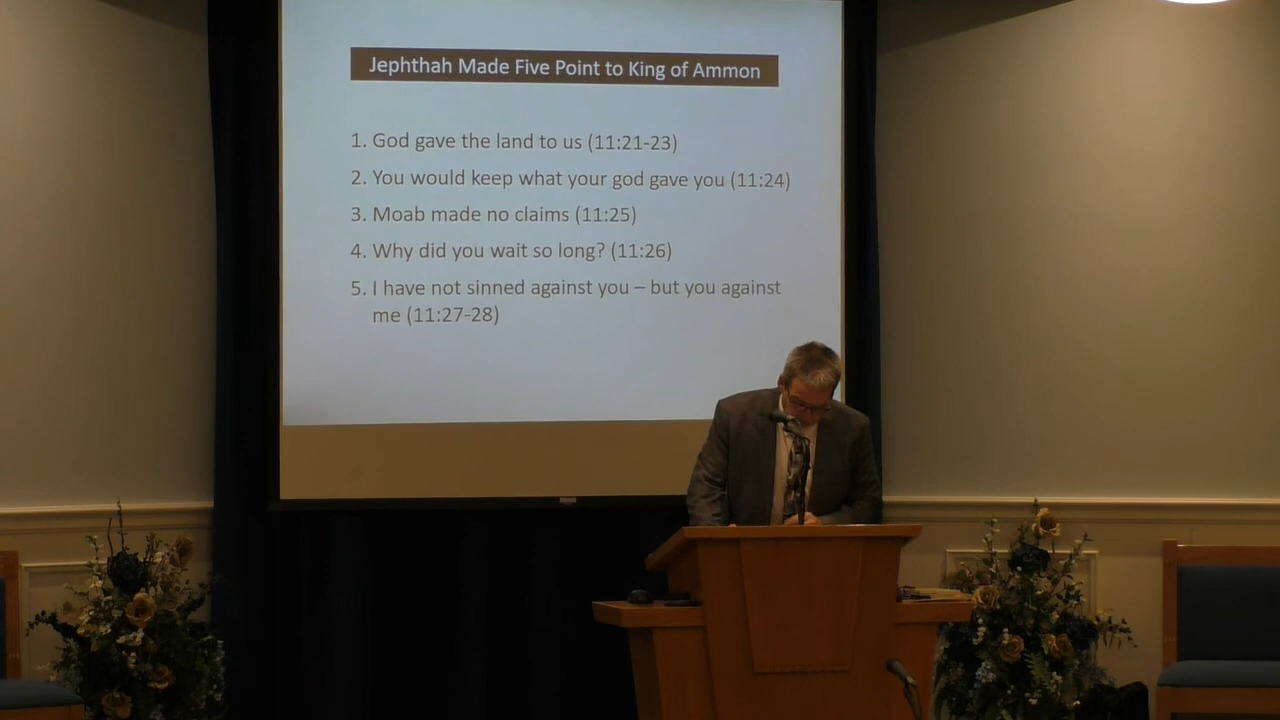 Jephthah Made Five Point to King of Ammon
1. God gave the land to us (11:21-23)
2. You would keep what your god gave you (11:24)
3. Moab made no claims (11:25)
4. Why did you wait so long? (11:26)
5. I have not sinned against you – but you against
me (11:27-28)